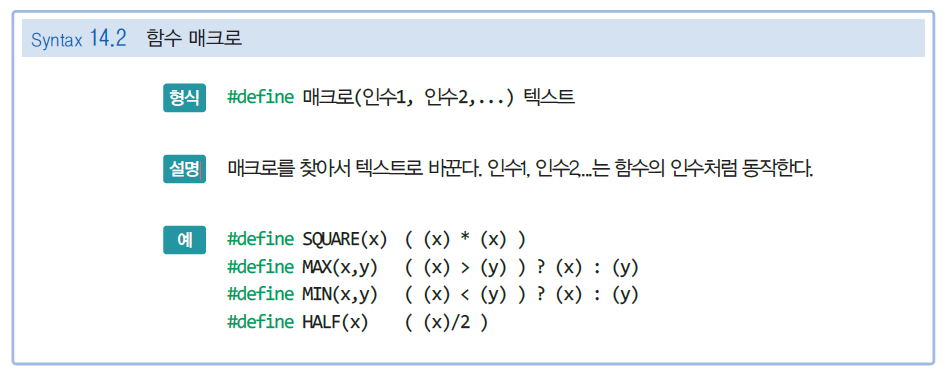 Syntax 14.2 함수 매크로
형식 #define 매크로(인수1, 인수2,...) 텍스트
설명 매크로를 찾아서 텍스트로 바꾼다. 인수1, 인수2,...는 함수의 인수처럼 동작한다.
예 #define SQUARE(x) ( (x) * (x) )
#define MAX(x,y) ( (x) > (y) ) ? (x) : (y)
#define MIN(x,y) ( (x) < (y) ) ? (x) : (y)
#define HALF(x) ( (x)/2 )